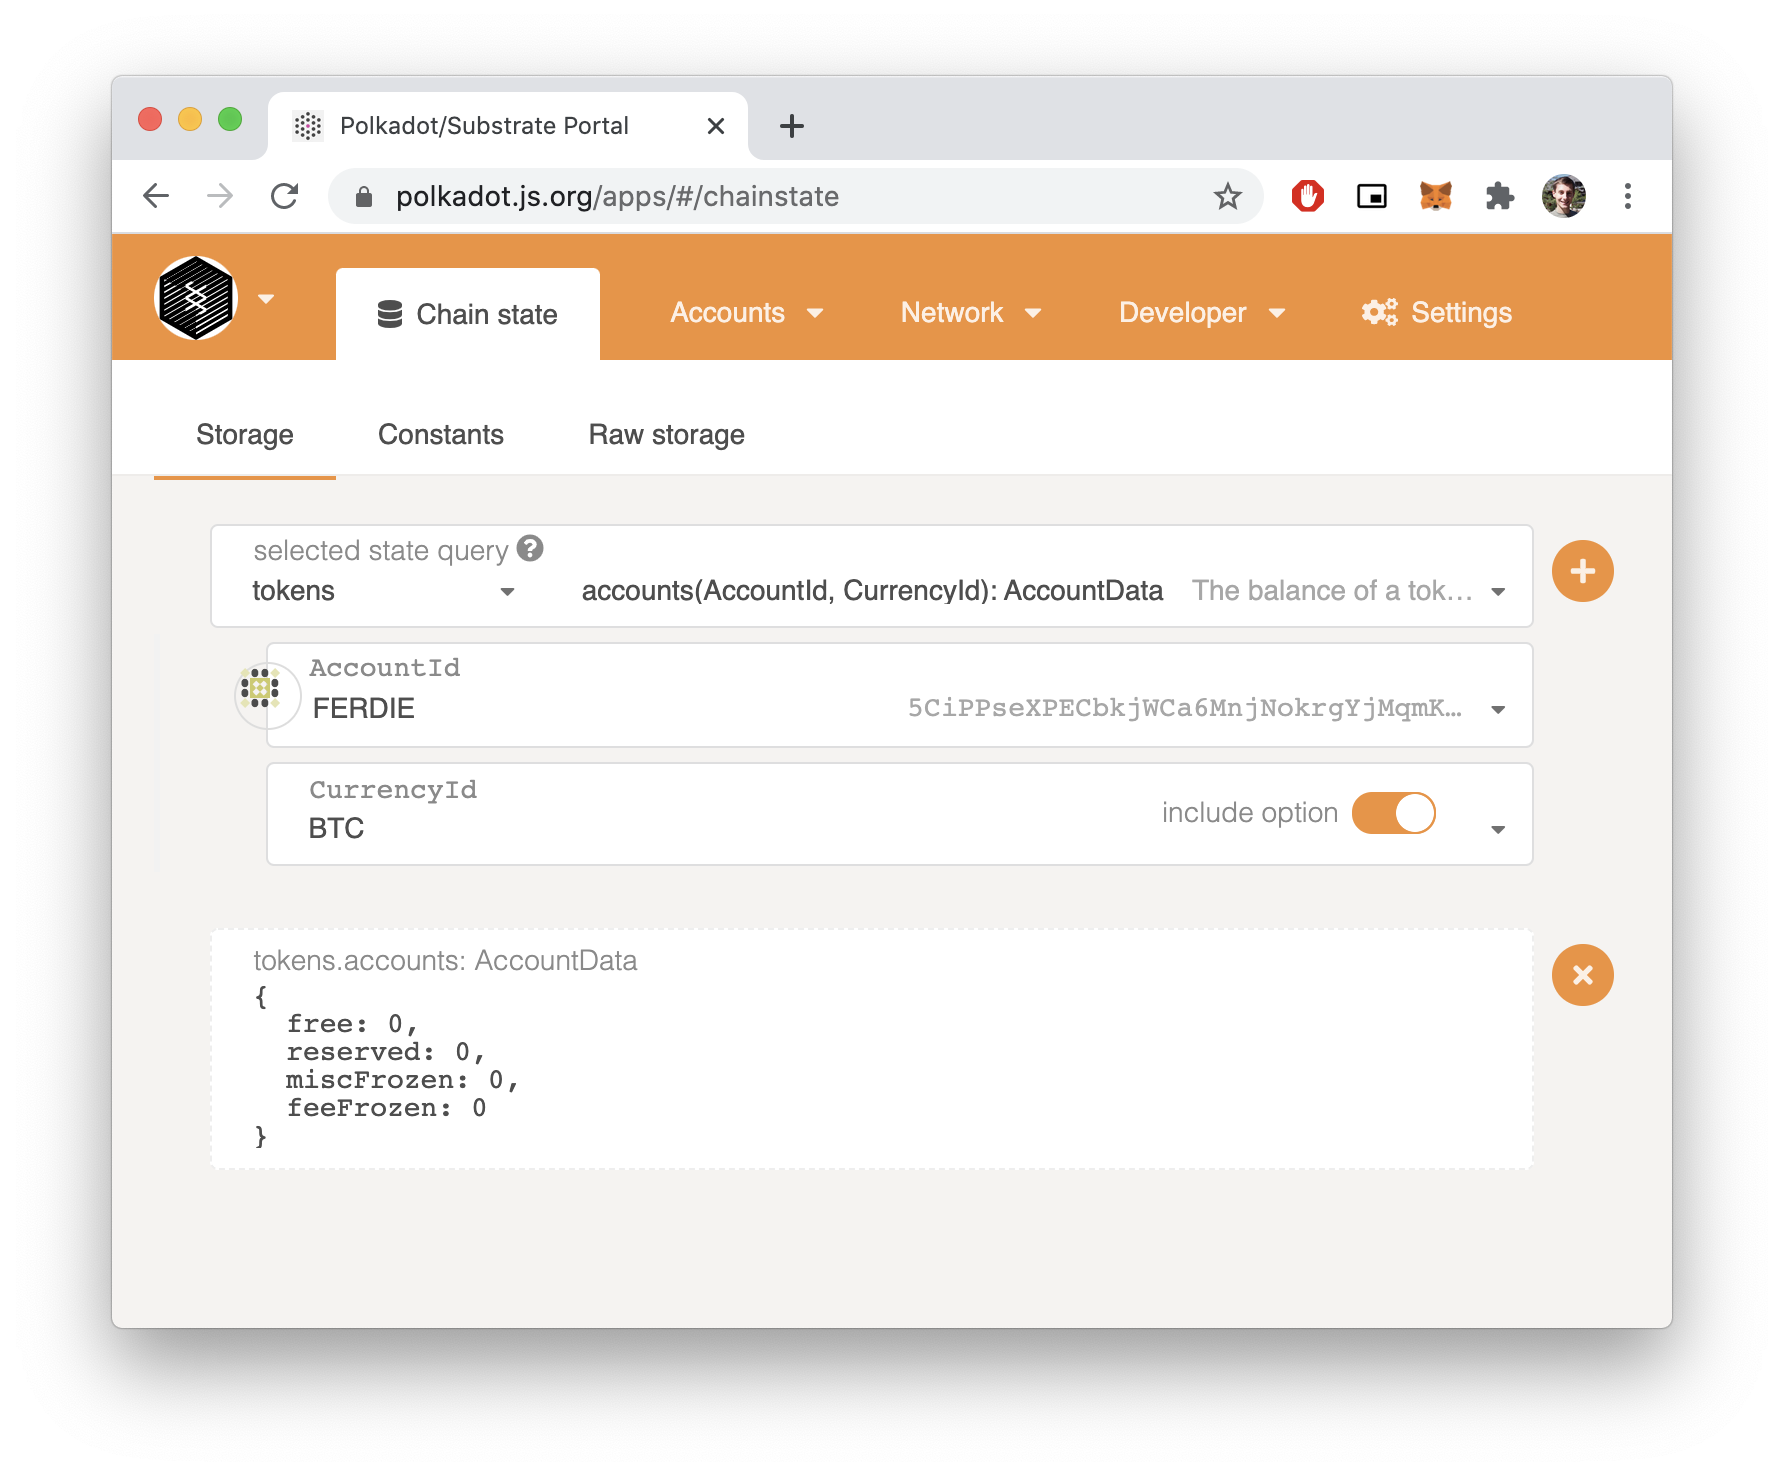 Polkadot/Substrate Portal
polkadot.js.org/apps/#/chainstate
Chain state
Accounts
Network
Developer
Settings
Storage
Constants
Raw storage
selected state query
tokens
accounts(AccountId, CurrencyId): AccountData The balance of a tok...
AccountId
FERDIE
5CiPPseXPECbkjWCa6MnjNokrgYjMqmK...
CurrencyId
BTC
include option
tokens.accounts: AccountData
{
free: 0,
reserved: 0,
miscFrozen: 0,
feeFrozen: 0
}